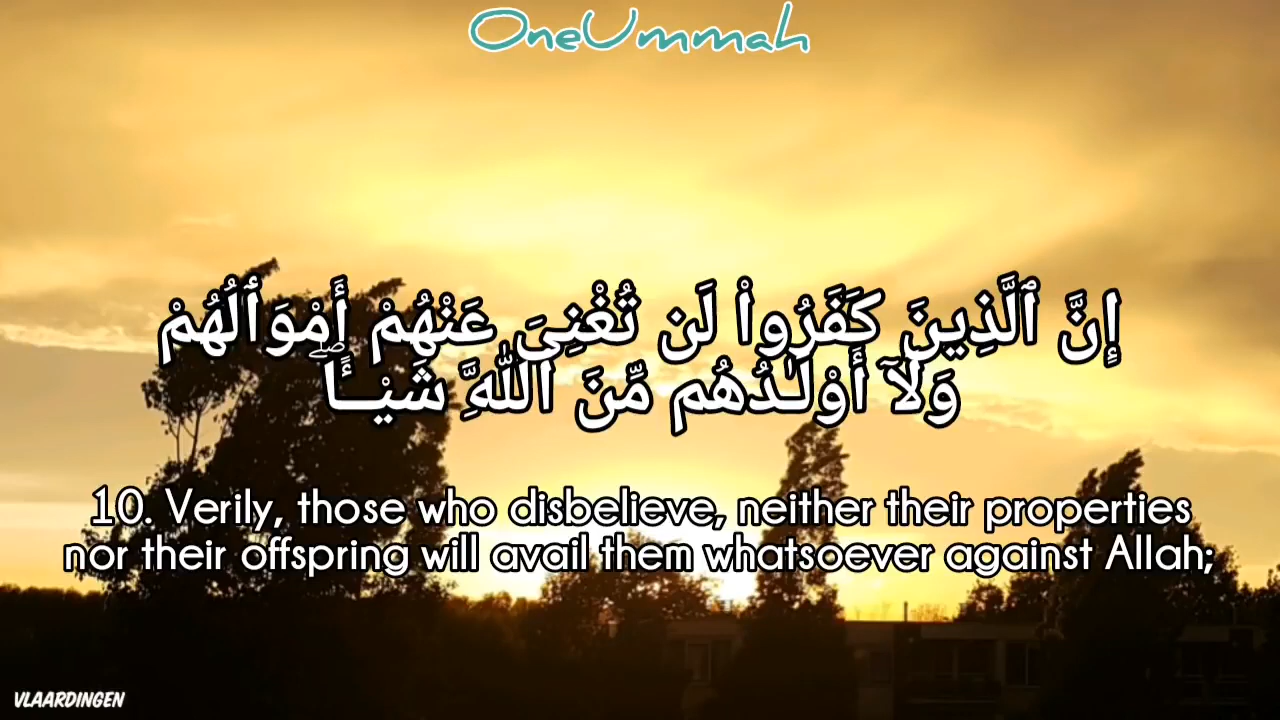 OneUmmah
إِنَّ ٱلَّذِينَ كَفَرُوا۟ لَن تُغْنِىَ عَنْهُمْ أَمْوَٲلُهُمْ
وَلَآ أَوْلَـٰدُهُم مِّنَ ٱللَّهِ شَيْـًٔاۖ
10. Verily, those who disbelieve, neither their properties
nor their offspring will avail them whatsoever against Allah;
VLAARDINGEN